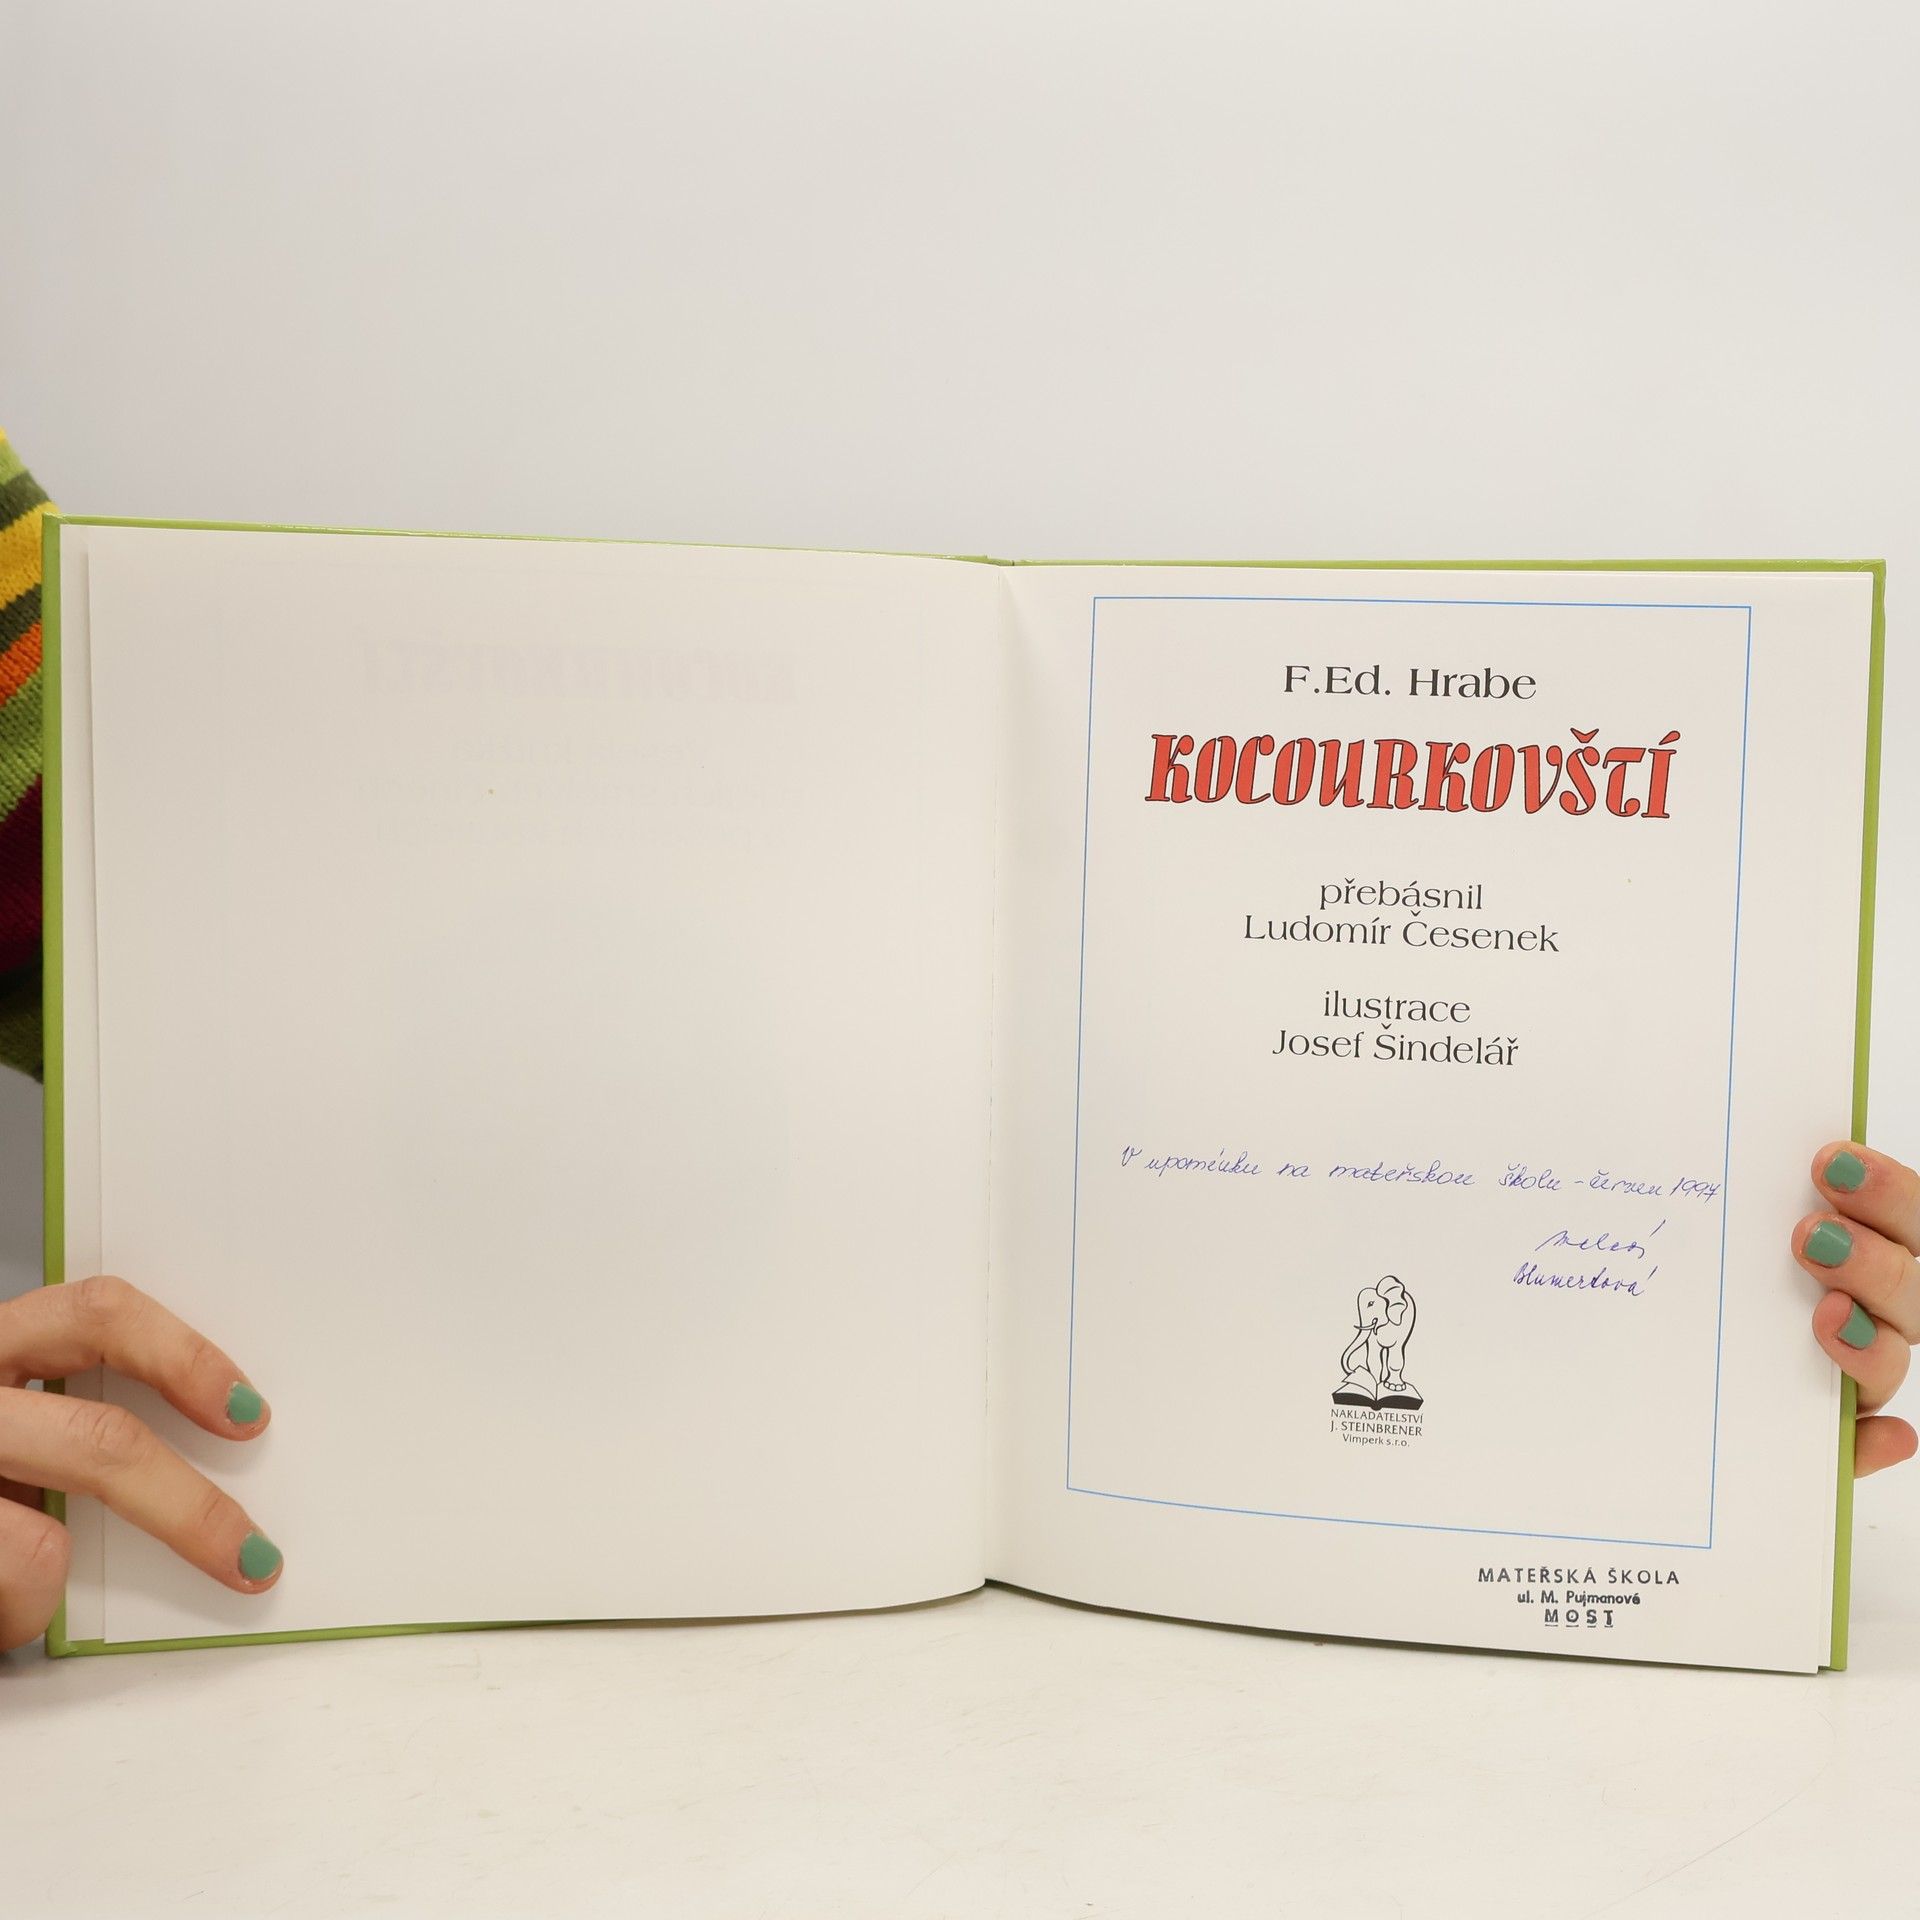 F.Ed. Hrabe
KOCOURKOVŠTÍ
přebásnil
Ludomír Česenek
ilustrace
Josef Šindelář
V upomínku na mateřskou školu - červen 1997
Blumertová
NAKLADATELSTVÍ
J. STEINBRENER
Vimperk s.r.o.
MATEŘSKÁ ŠKOLA
ul. M. Pujmanové
MOST